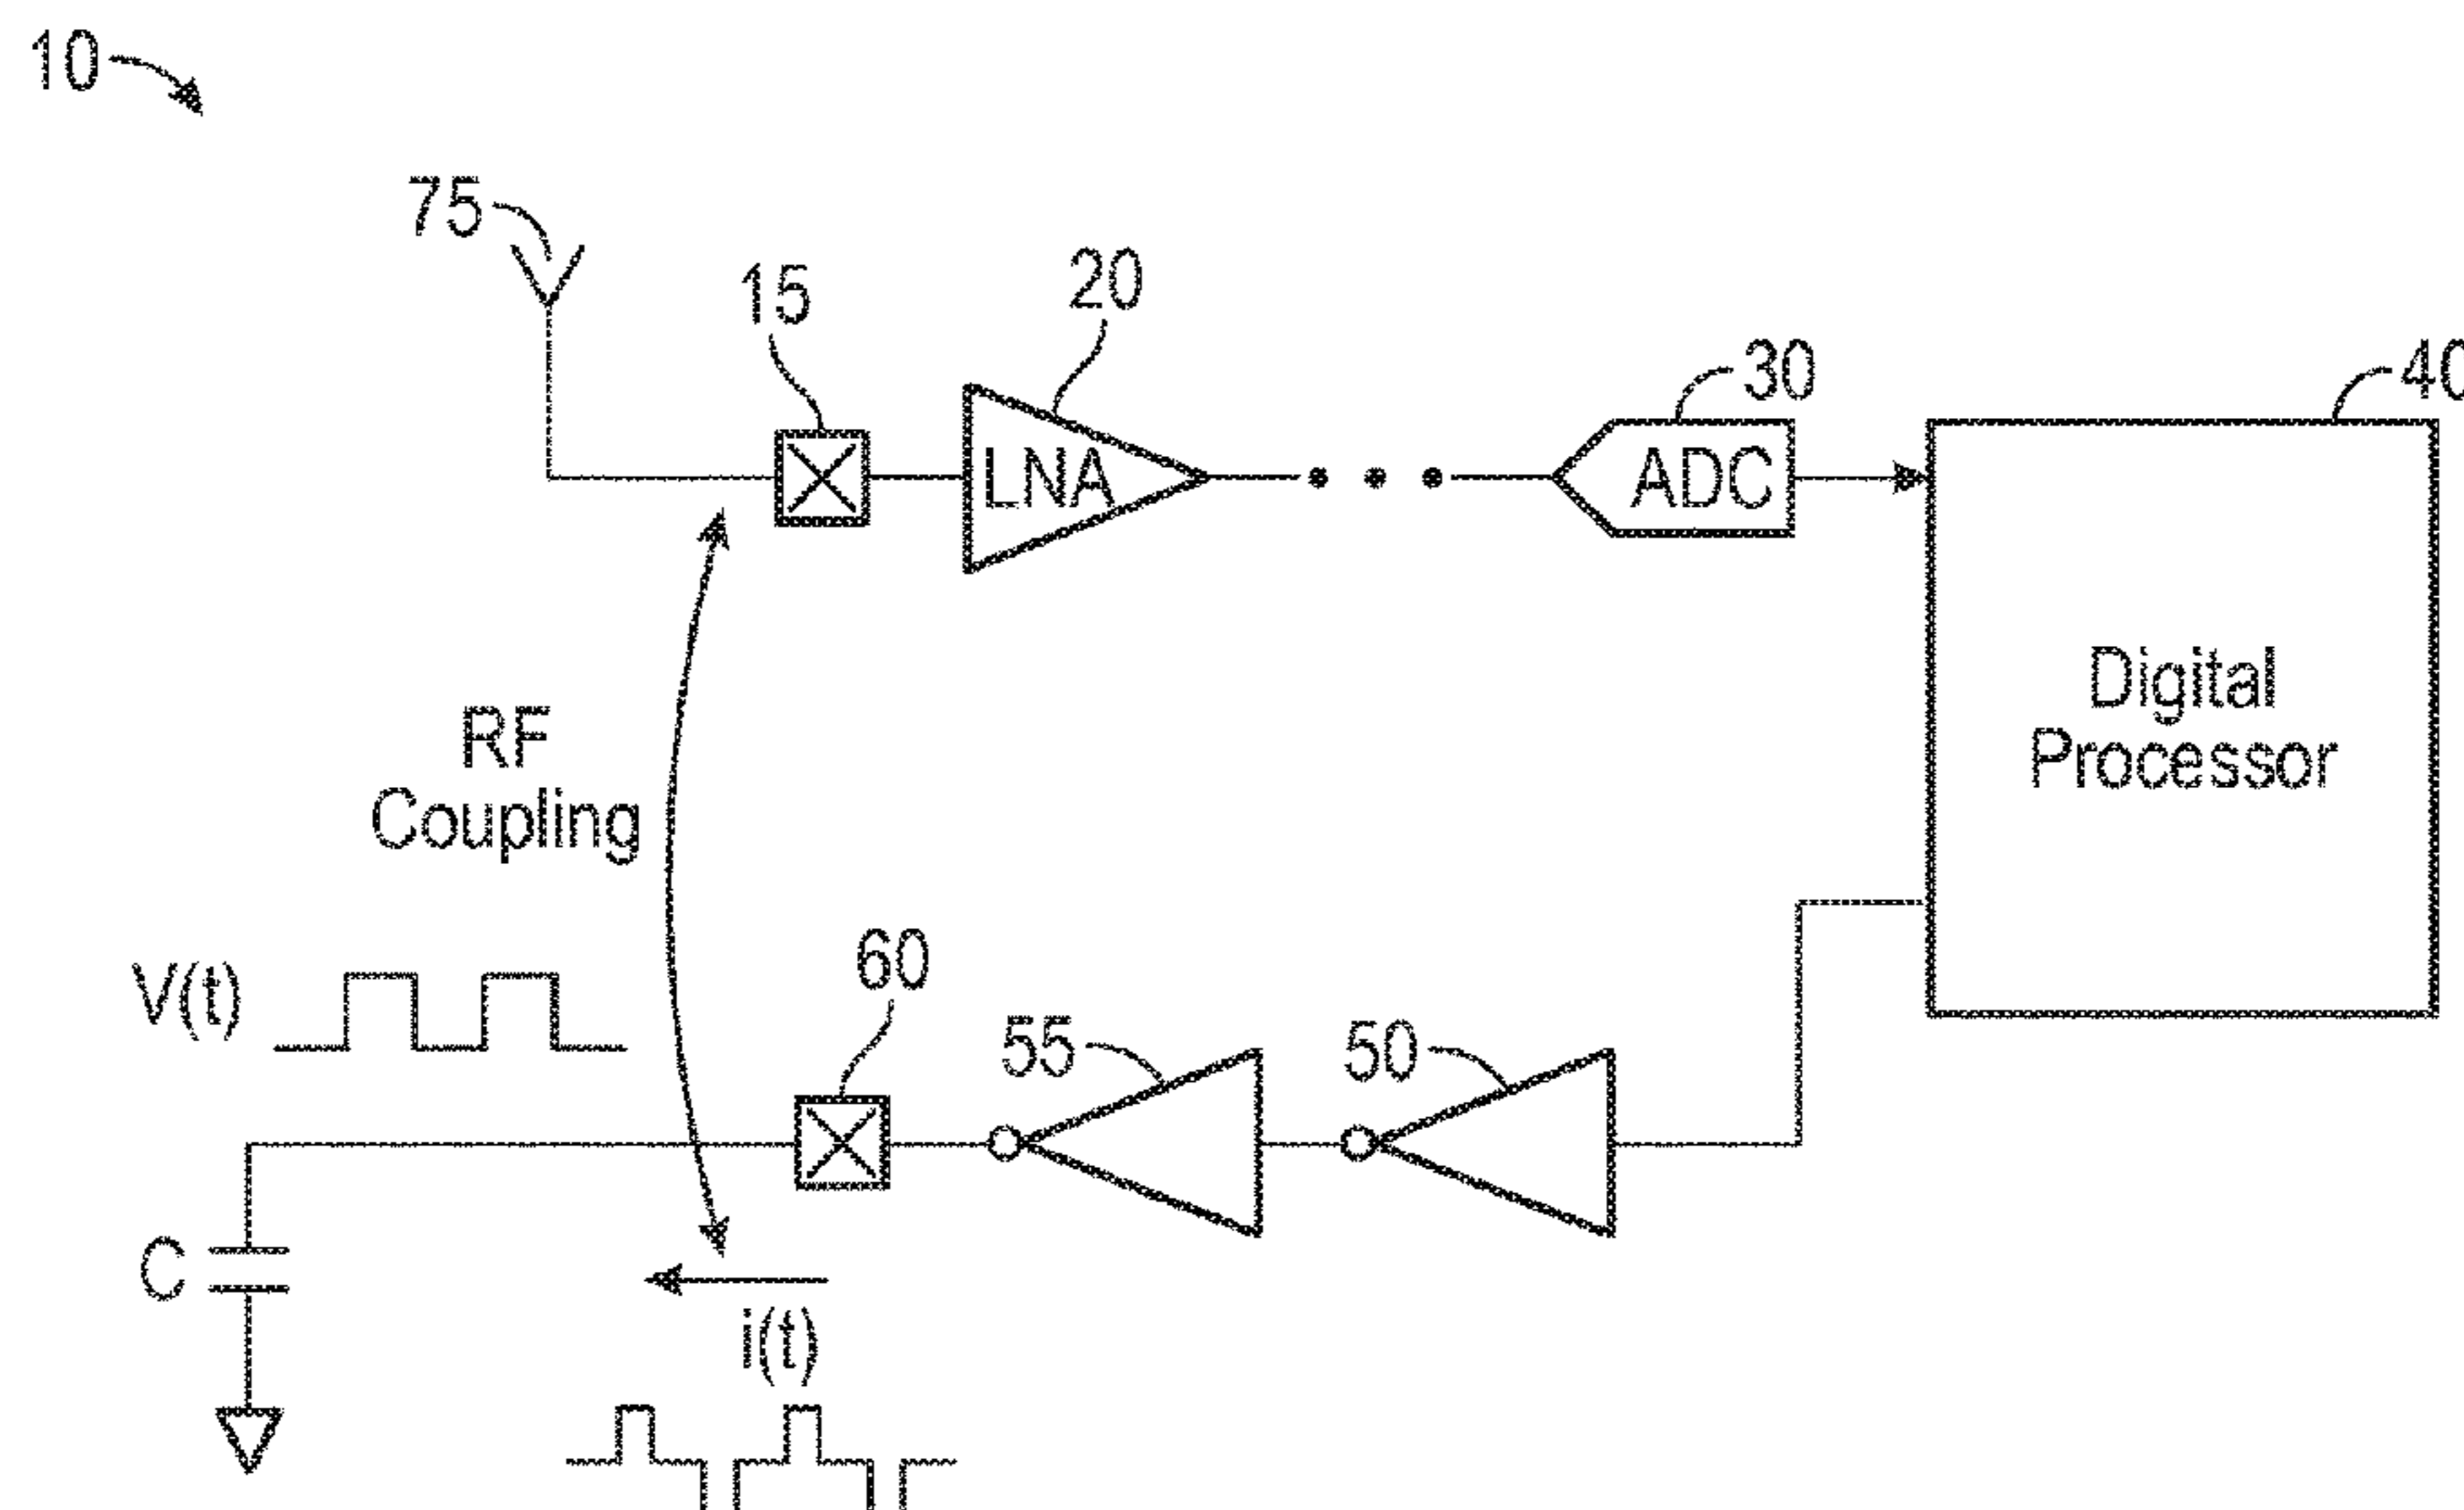 10
75
15
20
30
40
LNA
ADC
Digital
Processor
RF
Coupling
V(t)
60
55
50
C
i(t)